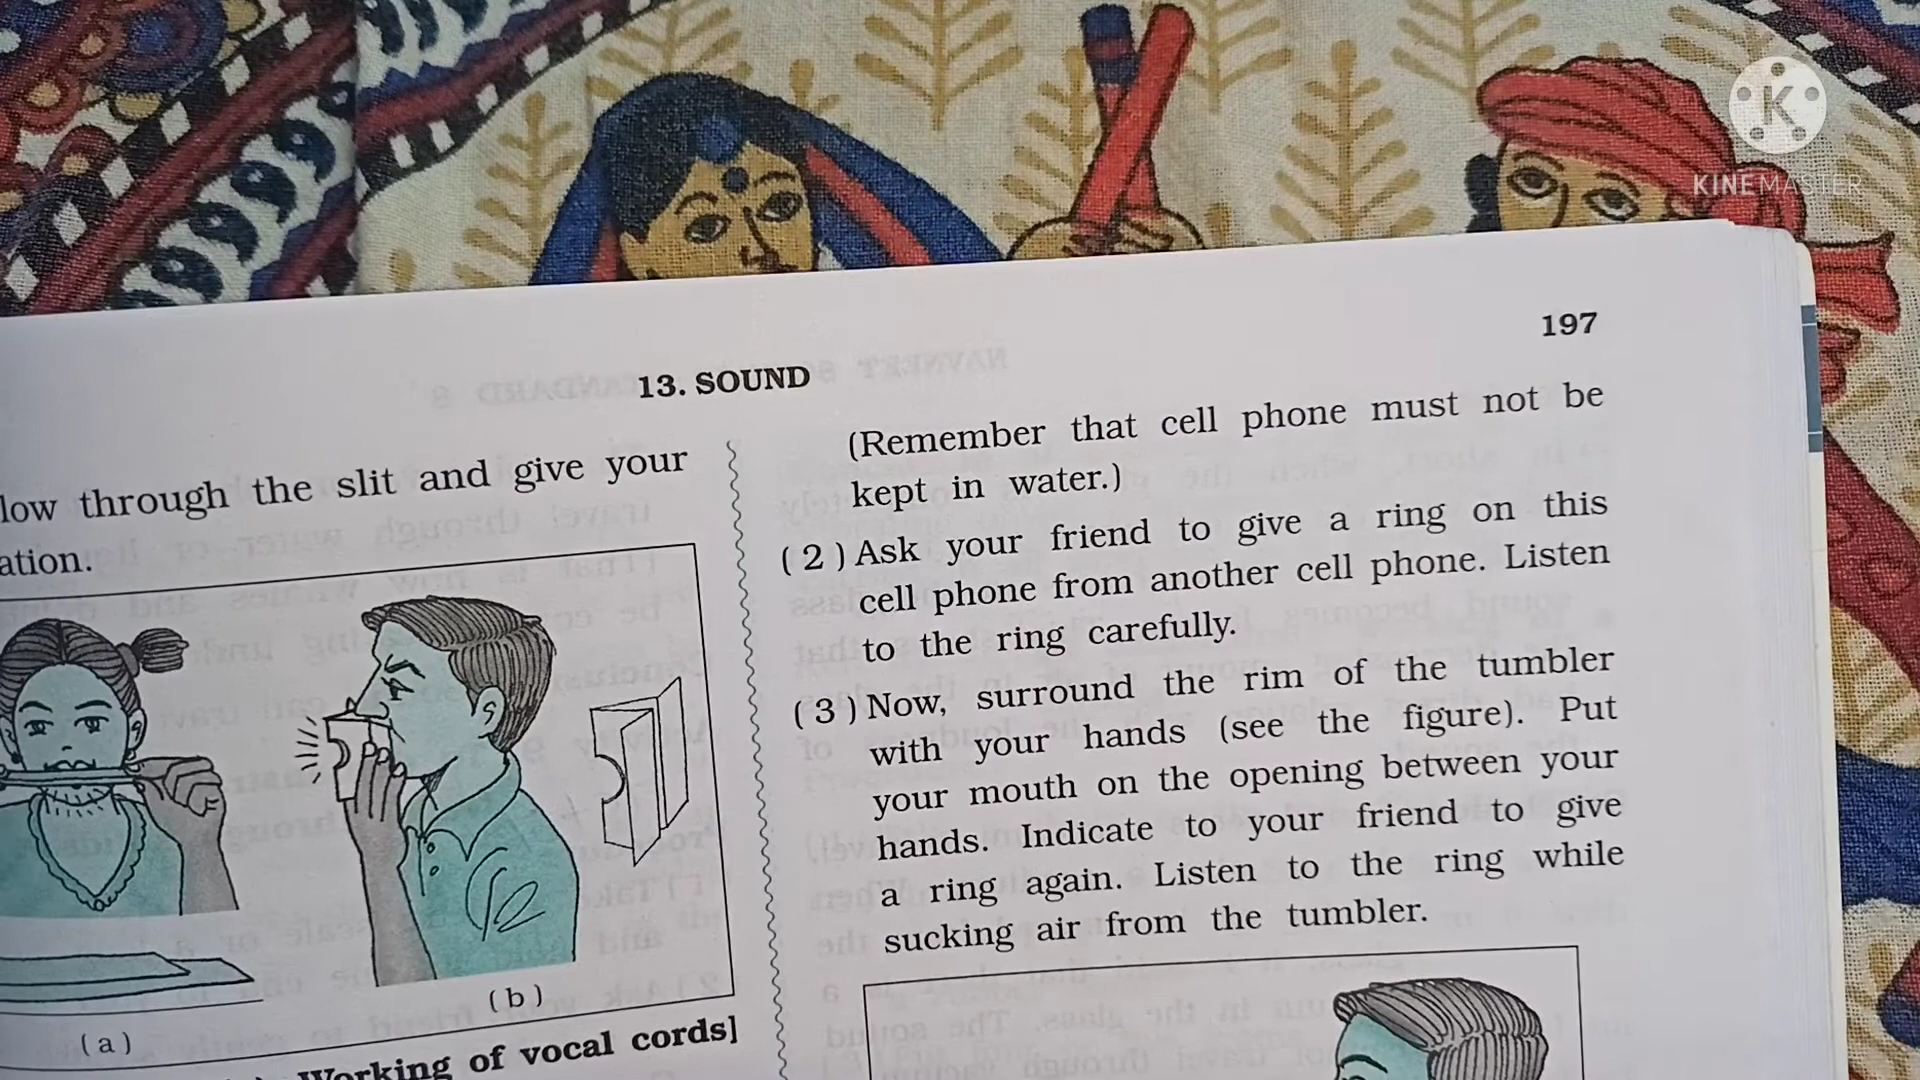 KINEMASTER
197
13. SOUND
low through the slit and give your
ation.
(a)
(b)
Working of vocal cords]
(Remember that cell phone must not be
kept in water.)
(2) Ask your friend to give a ring on this
cell phone from another cell phone. Listen
to the ring carefully.
(3) Now, surround the rim of the tumbler
with your hands (see the figure). Put
your mouth on the opening between your
hands. Indicate to your friend to give
a ring again. Listen to the ring while
sucking air from the tumbler.